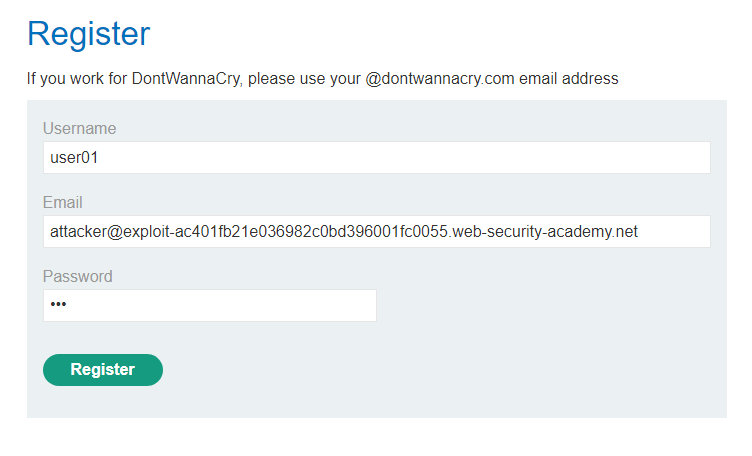 Register
If you work for DontWannaCry, please use your @dontwannacry.com email address
Username
user01
Email
attacker@exploit-ac401fb21e036982c0bd396001fc0055.web-security-academy.net
Password
•••
Register